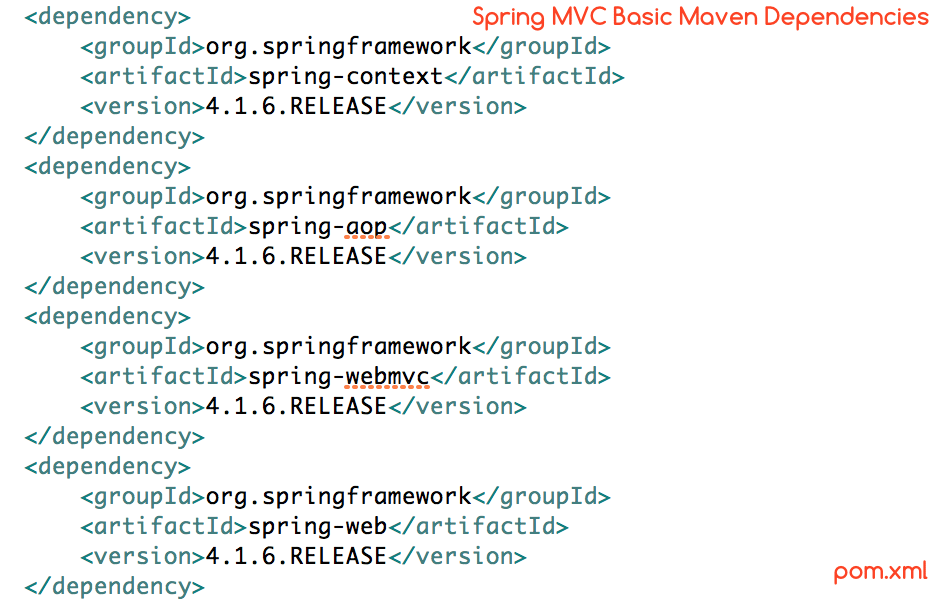 Spring MVC Basic Maven Dependencies
<dependency>
    <groupId>org.springframework</groupId>
    <artifactId>spring-context</artifactId>
    <version>4.1.6.RELEASE</version>
</dependency>
<dependency>
    <groupId>org.springframework</groupId>
    <artifactId>spring-aop</artifactId>
    <version>4.1.6.RELEASE</version>
</dependency>
<dependency>
    <groupId>org.springframework</groupId>
    <artifactId>spring-webmvc</artifactId>
    <version>4.1.6.RELEASE</version>
</dependency>
<dependency>
    <groupId>org.springframework</groupId>
    <artifactId>spring-web</artifactId>
    <version>4.1.6.RELEASE</version>
</dependency>
pom.xml